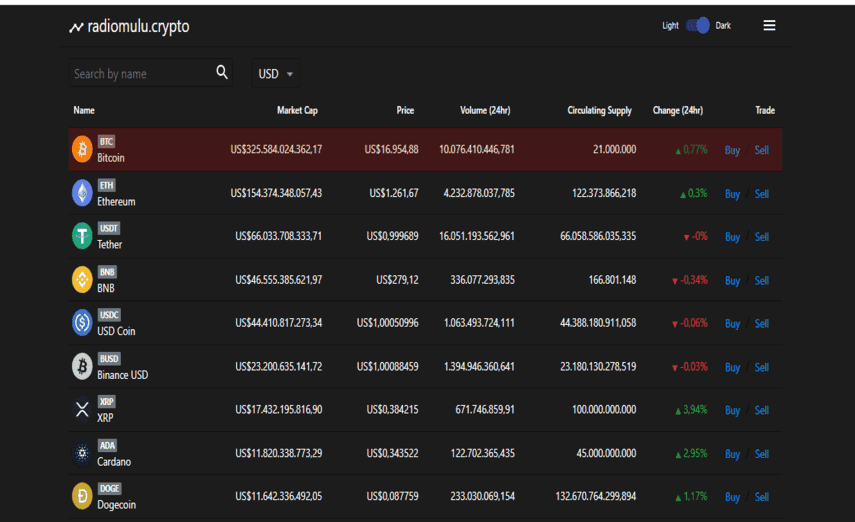 radiomulu.crypto Light Dark
Search by name USD
Name Market Cap Price Volume (24hr) Circulating Supply Change (24hr) Trade
BTC
Bitcoin US$325.584.024.362,17 US$16.954,88 10.076.410.446,781 21.000.000 ▲ 0,77% Buy / Sell
ETH
Ethereum US$154.374.348.057,43 US$1.261,67 4.232.878.037,785 122.373.866,218 ▲ 0,3% Buy / Sell
USDT
Tether US$66.033.708.333,71 US$0,999689 16.051.193.562,961 66.058.586.035,335 ▼ -0% Buy / Sell
BNB
BNB US$46.555.385.621,97 US$279,12 336.077.293,835 166.801.148 ▼ -0,34% Buy / Sell
USDC
USD Coin US$44.410.817.273,34 US$1,00050996 1.063.493.724,111 44.388.180.911,058 ▼ -0,06% Buy / Sell
BUSD
Binance USD US$23.200.635.141,72 US$1,00088459 1.394.946.360,641 23.180.130.278,519 ▼ -0,03% Buy / Sell
XRP
XRP US$17.432.195.816,90 US$0,384215 671.746.859,91 100.000.000.000 ▲ 3,94% Buy / Sell
ADA
Cardano US$11.820.338.773,29 US$0,343522 122.702.365,435 45.000.000.000 ▲ 2,95% Buy / Sell
DOGE
Dogecoin US$11.642.336.492,05 US$0,087759 233.030.069,154 132.670.764.299,894 ▲ 1,17% Buy / Sell